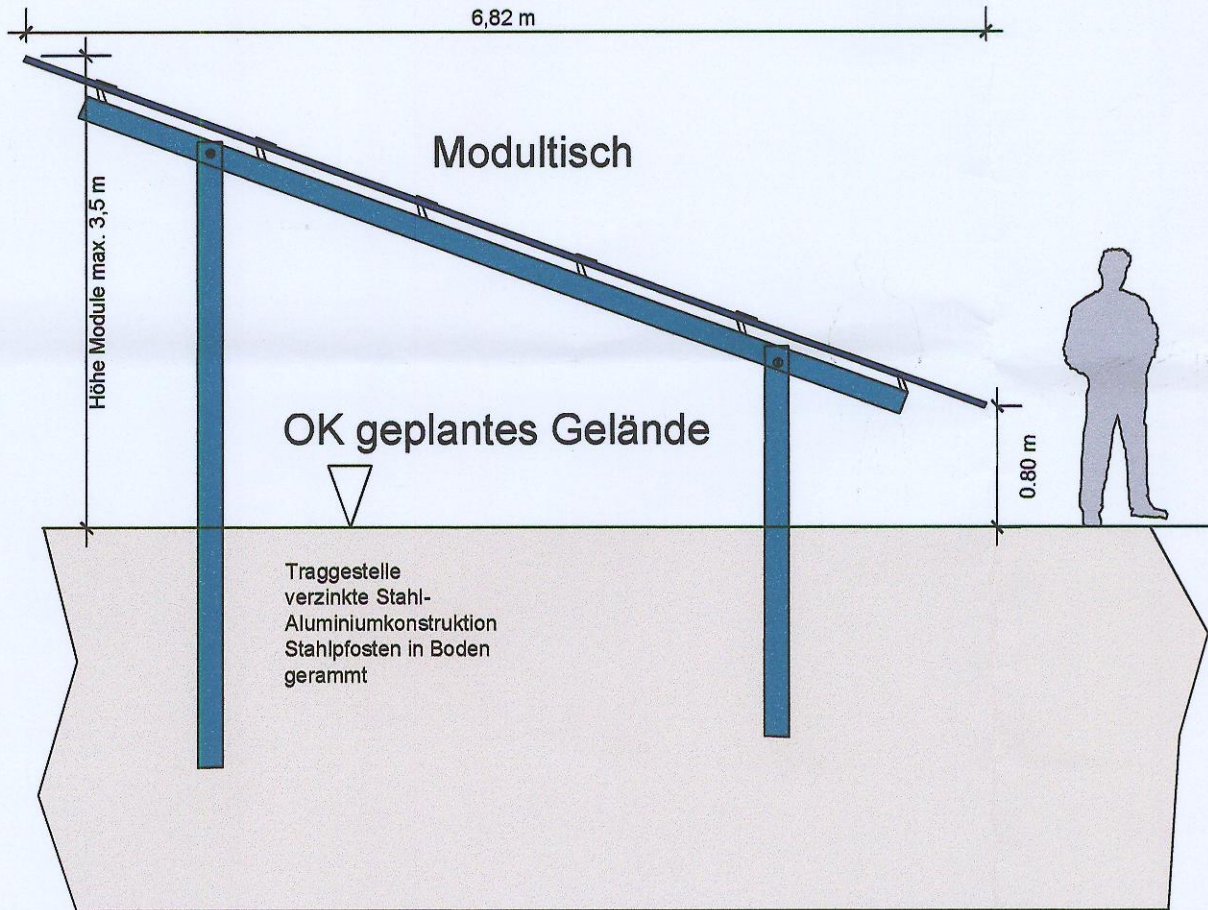 6,82 m
Modultisch
Höhe Module max. 3,5 m
OK geplantes Gelände
0.80 m
Traggestelle
verzinkte Stahl-
Aluminiumkonstruktion
Stahlpfosten in Boden
gerammt